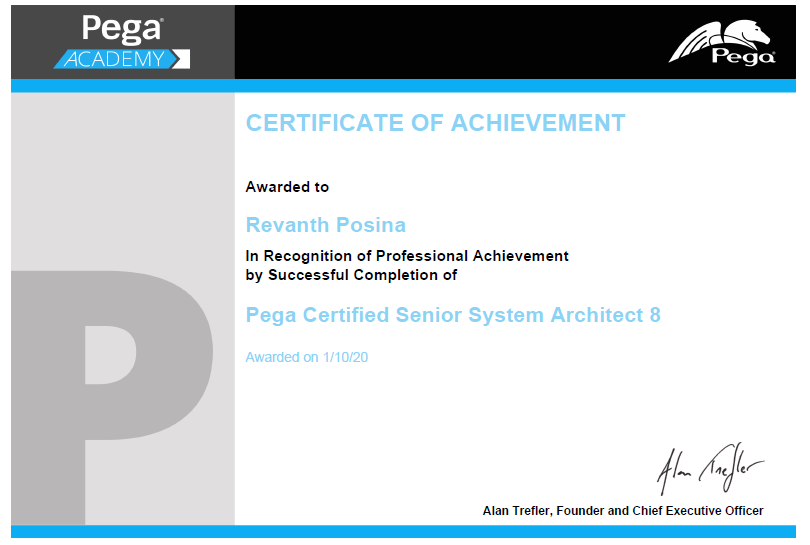 Pega
ACADEMY
Pega
CERTIFICATE OF ACHIEVEMENT
Awarded to
Revanth Posina
In Recognition of Professional Achievement
by Successful Completion of
Pega Certified Senior System Architect 8
Awarded on 1/10/20
Alan Trefler
Alan Trefler, Founder and Chief Executive Officer
P